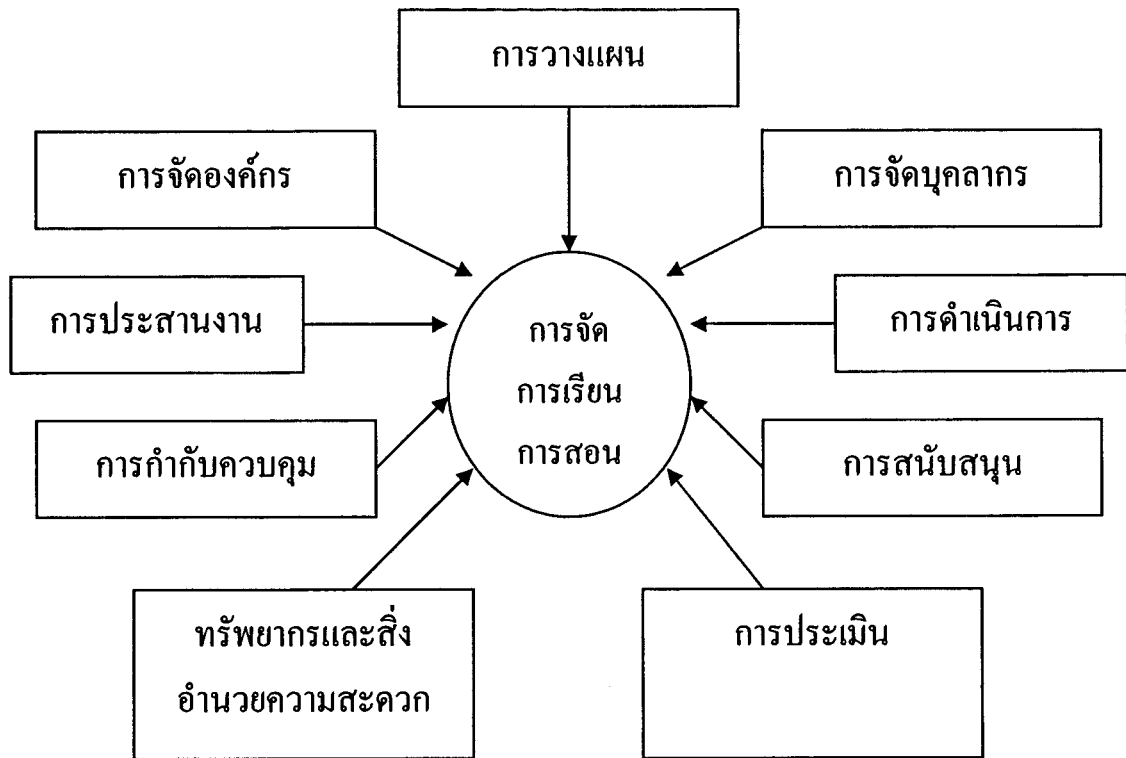 การวางแผน
การจัดองค์กร
การจัดบุคลากร
การประสานงาน
การจัด
การเรียน
การสอน
การดำเนินการ
การกำกับควบคุม
การสนับสนุน
ทรัพยากรและสิ่ง
อำนวยความสะดวก
การประเมิน